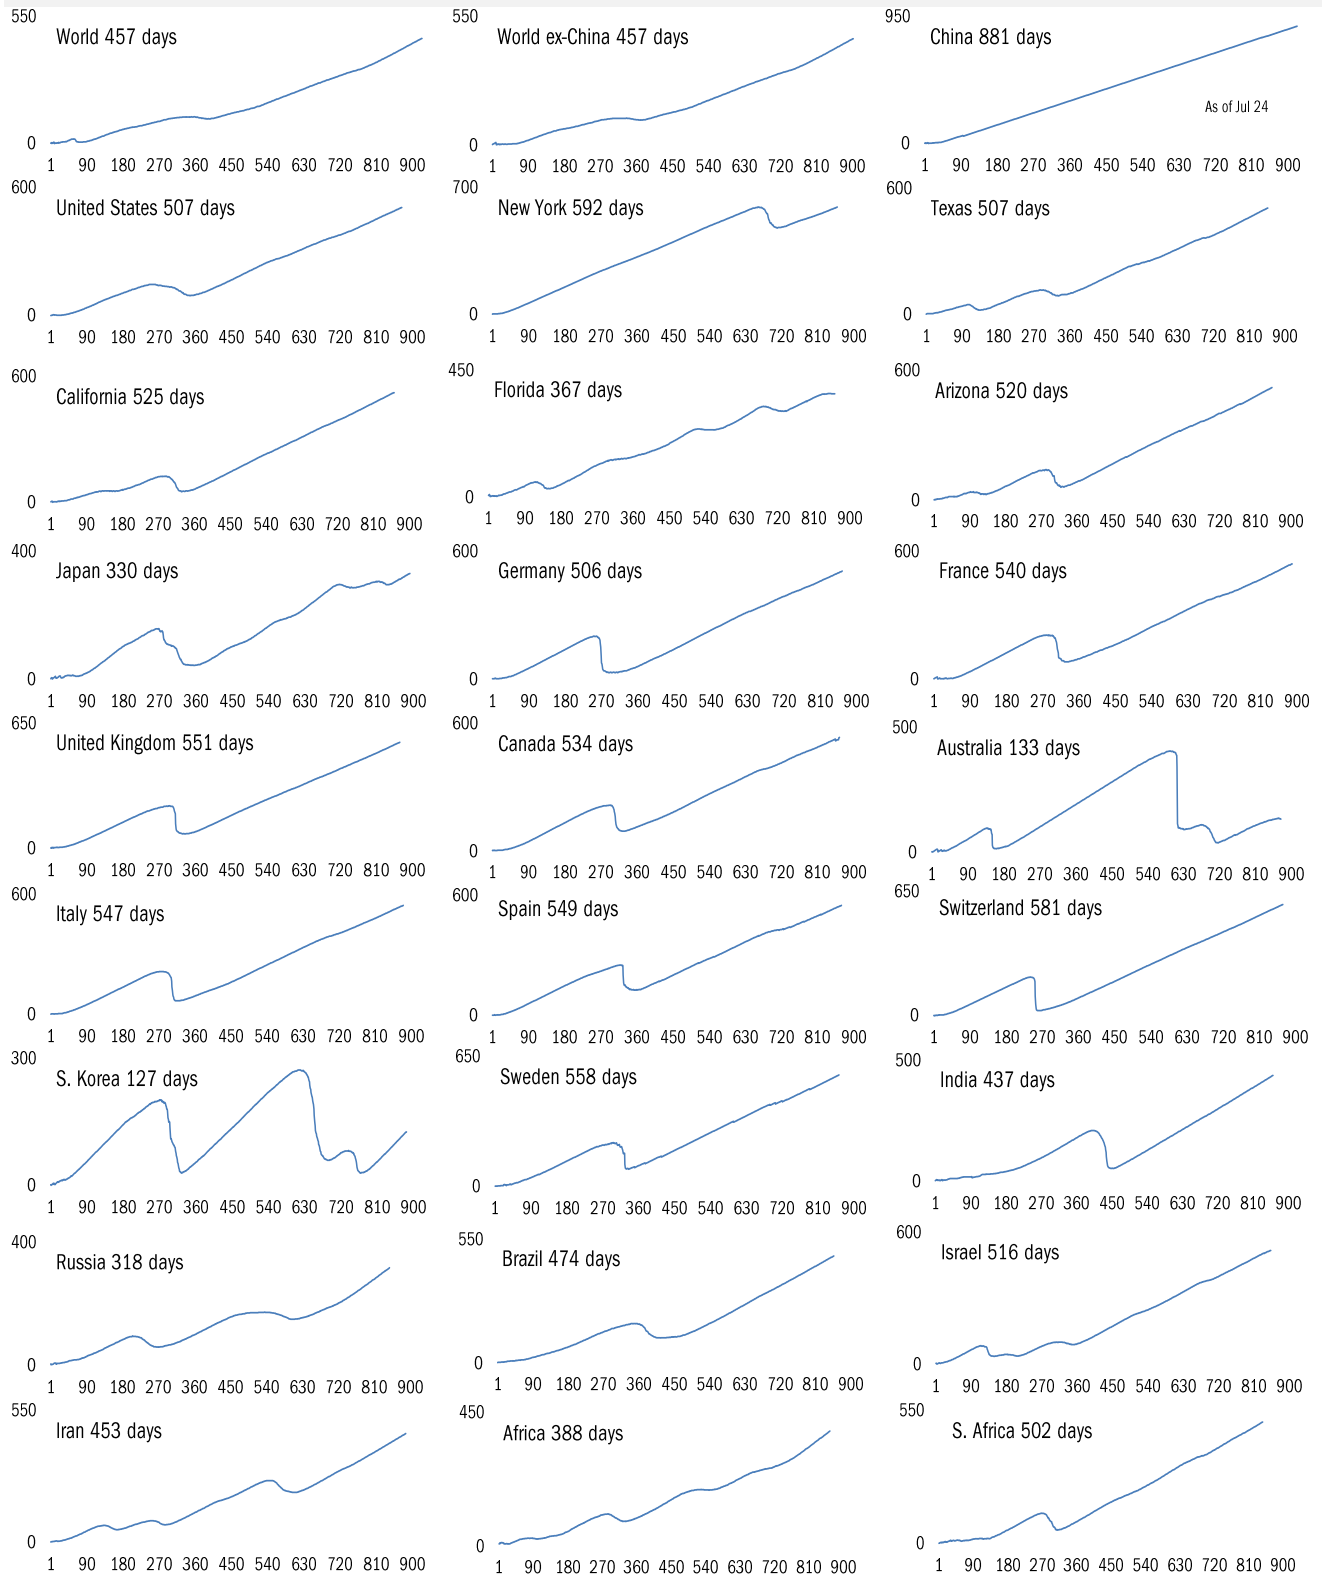 550
World 457 days
0
1 90 180 270 360 450 540 630 720 810 900
550
World ex-China 457 days
0
1 90 180 270 360 450 540 630 720 810 900
950
China 881 days
As of Jul 24
0
1 90 180 270 360 450 540 630 720 810 900
600
United States 507 days
0
1 90 180 270 360 450 540 630 720 810 900
700
New York 592 days
0
1 90 180 270 360 450 540 630 720 810 900
600
Texas 507 days
0
1 90 180 270 360 450 540 630 720 810 900
600
California 525 days
0
1 90 180 270 360 450 540 630 720 810 900
450
Florida 367 days
0
1 90 180 270 360 450 540 630 720 810 900
600
Arizona 520 days
0
1 90 180 270 360 450 540 630 720 810 900
400
Japan 330 days
0
1 90 180 270 360 450 540 630 720 810 900
600
Germany 506 days
0
1 90 180 270 360 450 540 630 720 810 900
600
France 540 days
0
1 90 180 270 360 450 540 630 720 810 900
650
United Kingdom 551 days
0
1 90 180 270 360 450 540 630 720 810 900
600
Canada 534 days
0
1 90 180 270 360 450 540 630 720 810 900
500
Australia 133 days
0
1 90 180 270 360 450 540 630 720 810 900
600
Italy 547 days
0
1 90 180 270 360 450 540 630 720 810 900
600
Spain 549 days
0
1 90 180 270 360 450 540 630 720 810 900
650
Switzerland 581 days
0
1 90 180 270 360 450 540 630 720 810 900
300
S. Korea 127 days
0
1 90 180 270 360 450 540 630 720 810 900
650
Sweden 558 days
0
1 90 180 270 360 450 540 630 720 810 900
500
India 437 days
0
1 90 180 270 360 450 540 630 720 810 900
400
Russia 318 days
0
1 90 180 270 360 450 540 630 720 810 900
550
Brazil 474 days
0
1 90 180 270 360 450 540 630 720 810 900
600
Israel 516 days
0
1 90 180 270 360 450 540 630 720 810 900
550
Iran 453 days
0
1 90 180 270 360 450 540 630 720 810 900
450
Africa 388 days
0
1 90 180 270 360 450 540 630 720 810 900
550
S. Africa 502 days
0
1 90 180 270 360 450 540 630 720 810 900